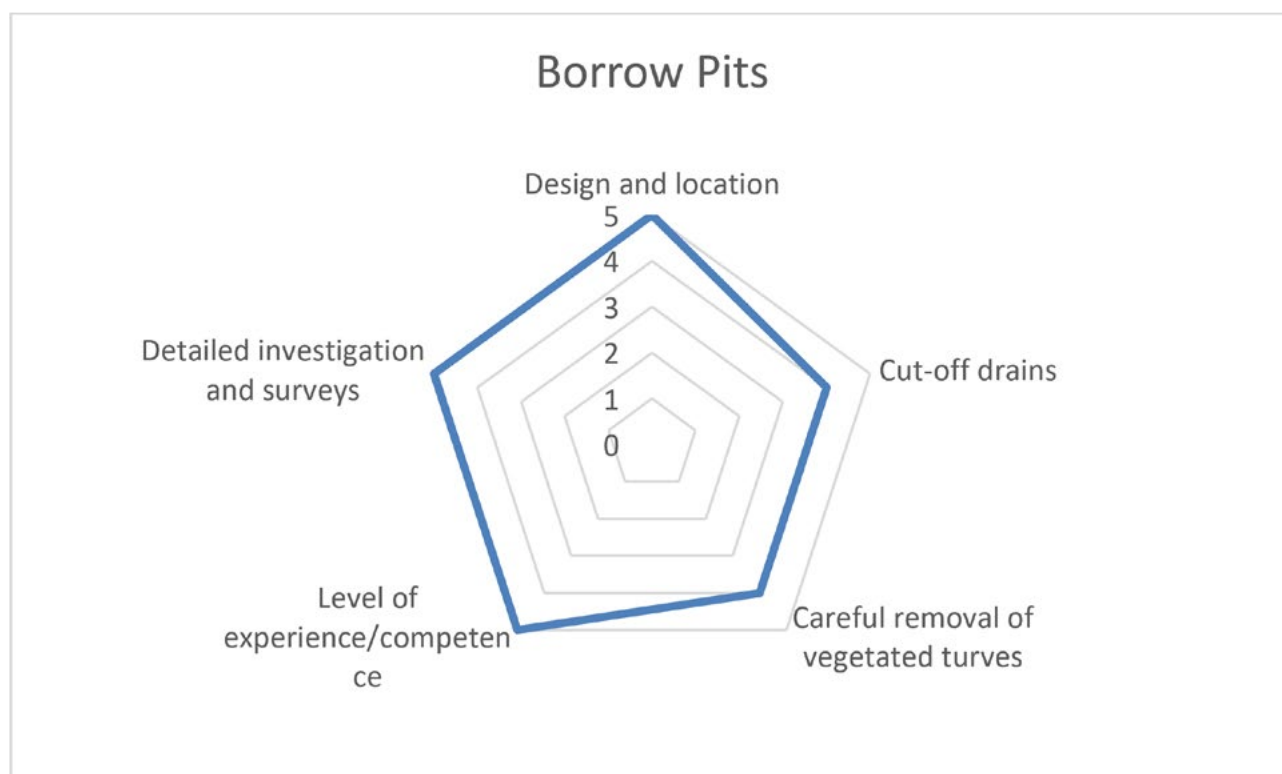 Borrow Pits
Design and location
5
4
3
2
1
0
Cut-off drains
Detailed investigation
and surveys
Careful removal of
vegetated turves
Level of
experience/competen
ce